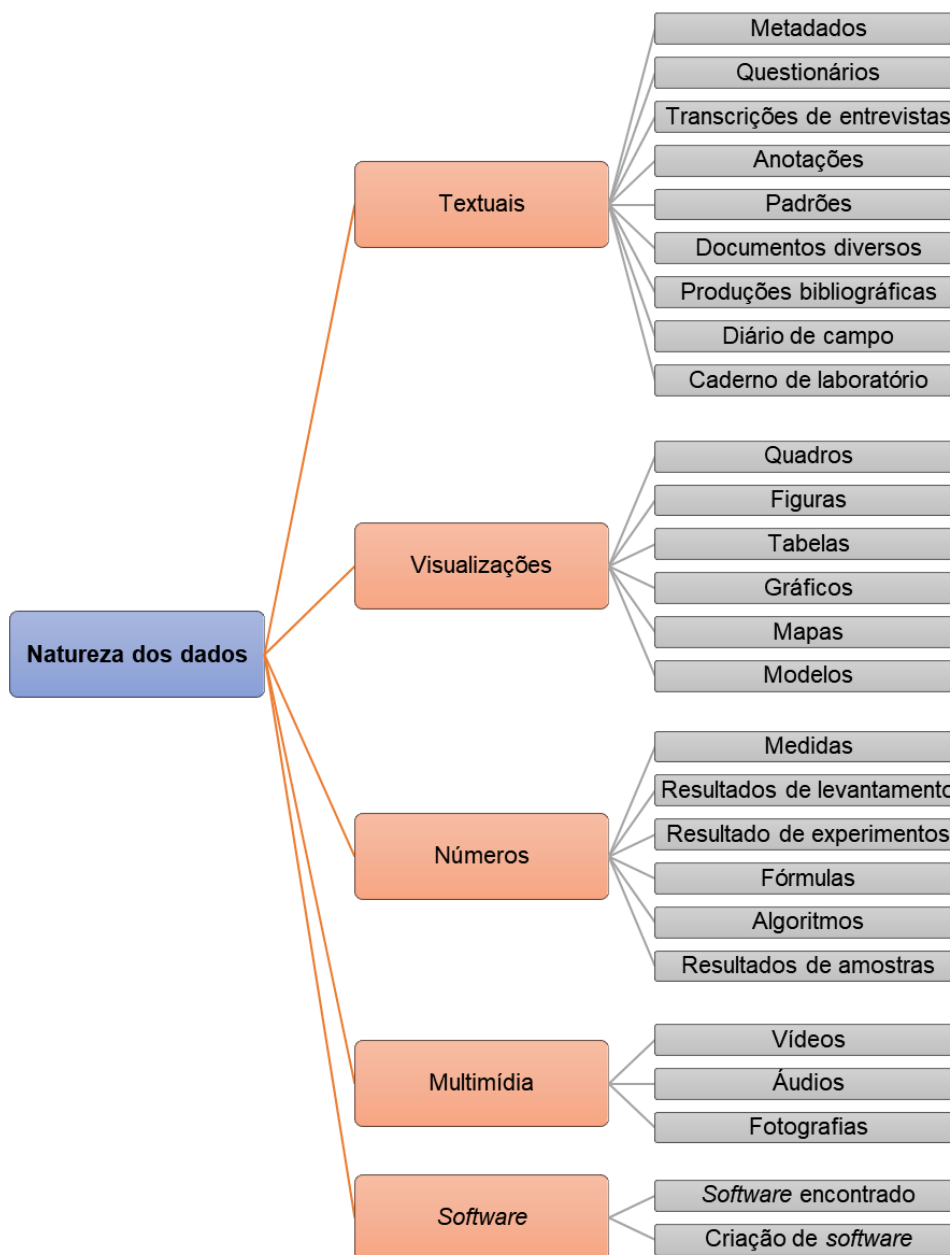 Natureza dos dados
Textuais
Metadados
Questionários
Transcrições de entrevistas
Anotações
Padrões
Documentos diversos
Produções bibliográficas
Diário de campo
Caderno de laboratório
Visualizações
Quadros
Figuras
Tabelas
Gráficos
Mapas
Modelos
Números
Medidas
Resultados de levantamento
Resultado de experimentos
Fórmulas
Algoritmos
Resultados de amostras
Multimídia
Vídeos
Áudios
Fotografias
Software
Software encontrado
Criação de software